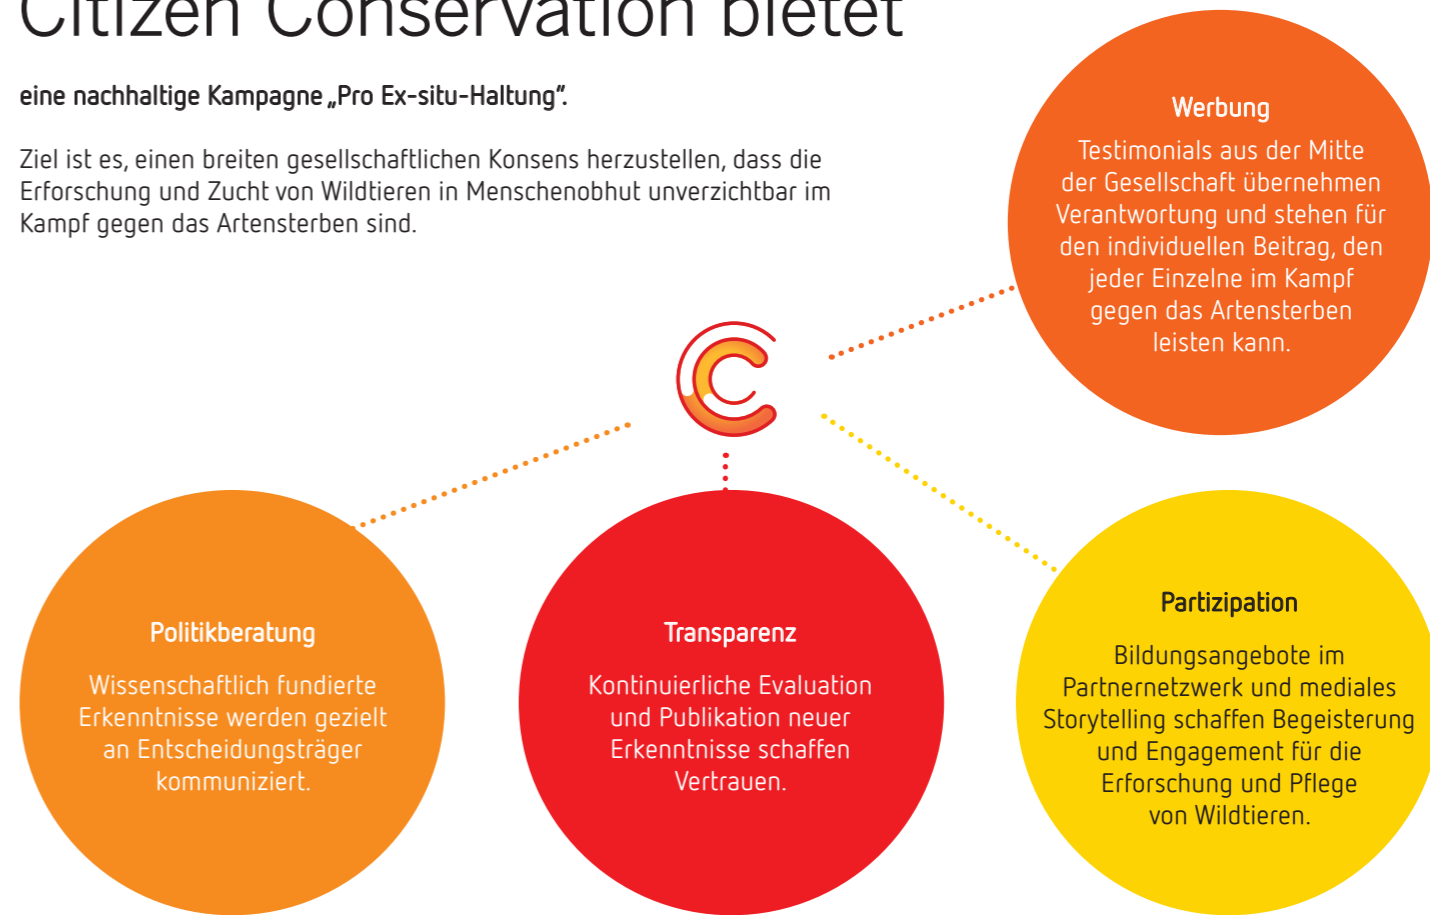 Citizen Conservation bietet
eine nachhaltige Kampagne „Pro Ex-situ-Haltung“.
Ziel ist es, einen breiten gesellschaftlichen Konsens herzustellen, dass die
Erforschung und Zucht von Wildtieren in Menschenobhut unverzichtbar im
Kampf gegen das Artensterben sind.
Werbung
Testimonials aus der Mitte
der Gesellschaft übernehmen
Verantwortung und stehen für
den individuellen Beitrag, den
jeder Einzelne im Kampf
gegen das Artensterben
leisten kann.
Politikberatung
Wissenschaftlich fundierte
Erkenntnisse werden gezielt
an Entscheidungsträger
kommuniziert.
Transparenz
Kontinuierliche Evaluation
und Publikation neuer
Erkenntnisse schaffen
Vertrauen.
Partizipation
Bildungsangebote im
Partnernetzwerk und mediales
Storytelling schaffen Begeisterung
und Engagement für die
Erforschung und Pflege
von Wildtieren.